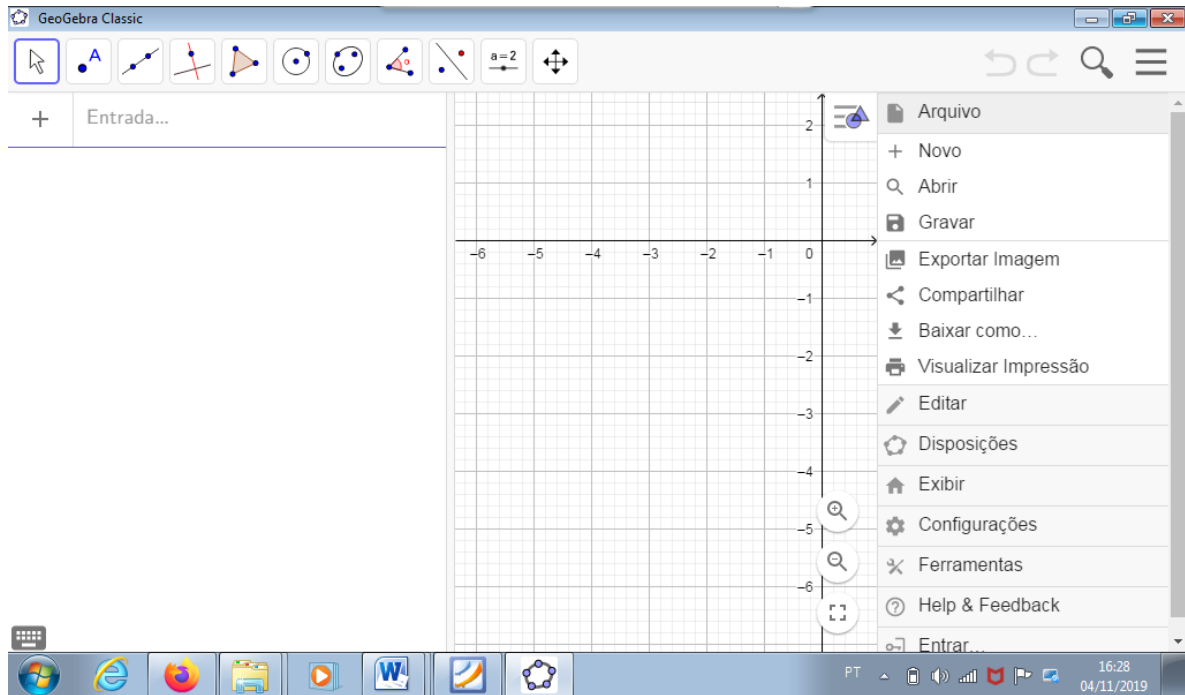 GeoGebra Classic
A
a=2
Entrada...
2
1
−6 −5 −4 −3 −2 −1 0
−1
−2
−3
−4
−5
−6
Arquivo
Novo
Abrir
Gravar
Exportar Imagem
Compartilhar
Baixar como...
Visualizar Impressão
Editar
Disposições
Exibir
Configurações
Ferramentas
Help & Feedback
Entrar...
PT
16:28
04/11/2019